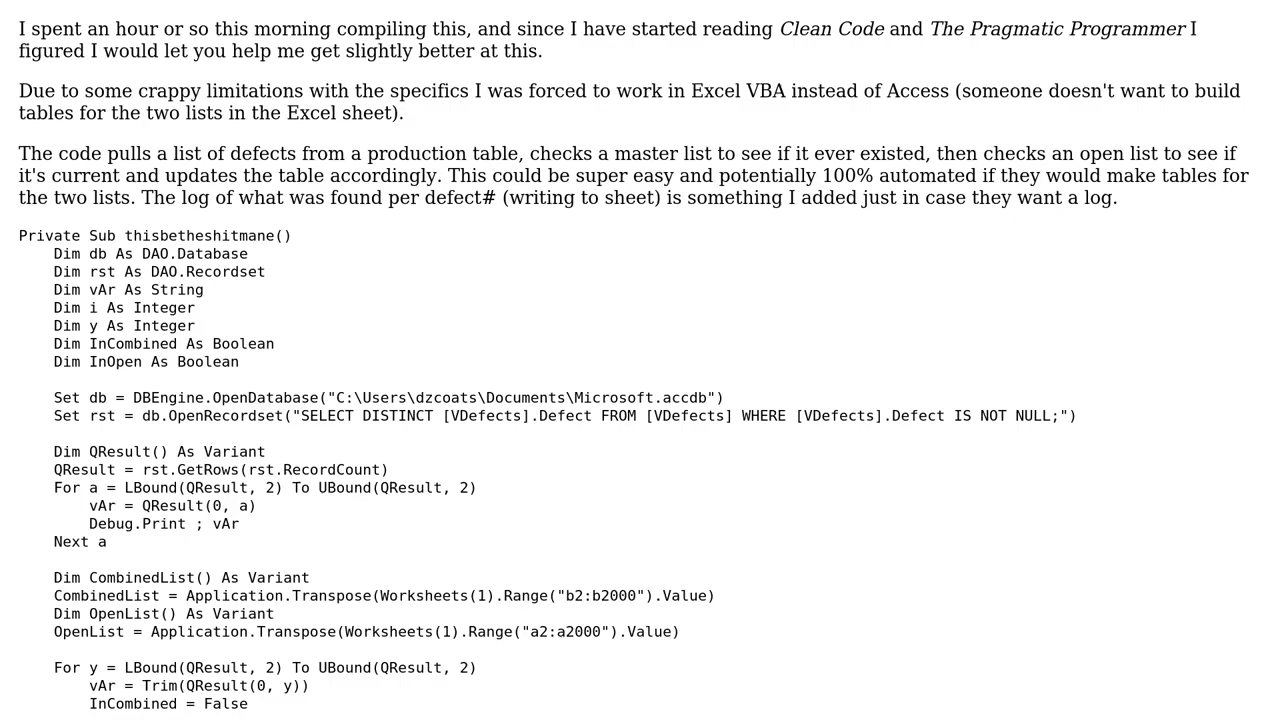 I spent an hour or so this morning compiling this, and since I have started reading Clean Code and The Pragmatic Programmer I
figured I would let you help me get slightly better at this.
Due to some crappy limitations with the specifics I was forced to work in Excel VBA instead of Access (someone doesn't want to build
tables for the two lists in the Excel sheet).
The code pulls a list of defects from a production table, checks a master list to see if it ever existed, then checks an open list to see if
it's current and updates the table accordingly. This could be super easy and potentially 100% automated if they would make tables for
the two lists. The log of what was found per defect# (writing to sheet) is something I added just in case they want a log.
Private Sub thisbetheshitmane()
    Dim db As DAO.Database
    Dim rst As DAO.Recordset
    Dim vAr As String
    Dim i As Integer
    Dim y As Integer
    Dim InCombined As Boolean
    Dim InOpen As Boolean
    Set db = DBEngine.OpenDatabase("C:\Users\dzcoats\Documents\Microsoft.accdb")
    Set rst = db.OpenRecordset("SELECT DISTINCT [VDefects].Defect FROM [VDefects] WHERE [VDefects].Defect IS NOT NULL;")
    Dim QResult() As Variant
    QResult = rst.GetRows(rst.RecordCount)
    For a = LBound(QResult, 2) To UBound(QResult, 2)
        vAr = QResult(0, a)
        Debug.Print ; vAr
    Next a
    Dim CombinedList() As Variant
    CombinedList = Application.Transpose(Worksheets(1).Range("b2:b2000").Value)
    Dim OpenList() As Variant
    OpenList = Application.Transpose(Worksheets(1).Range("a2:a2000").Value)
    For y = LBound(QResult, 2) To UBound(QResult, 2)
        vAr = Trim(QResult(0, y))
        InCombined = False